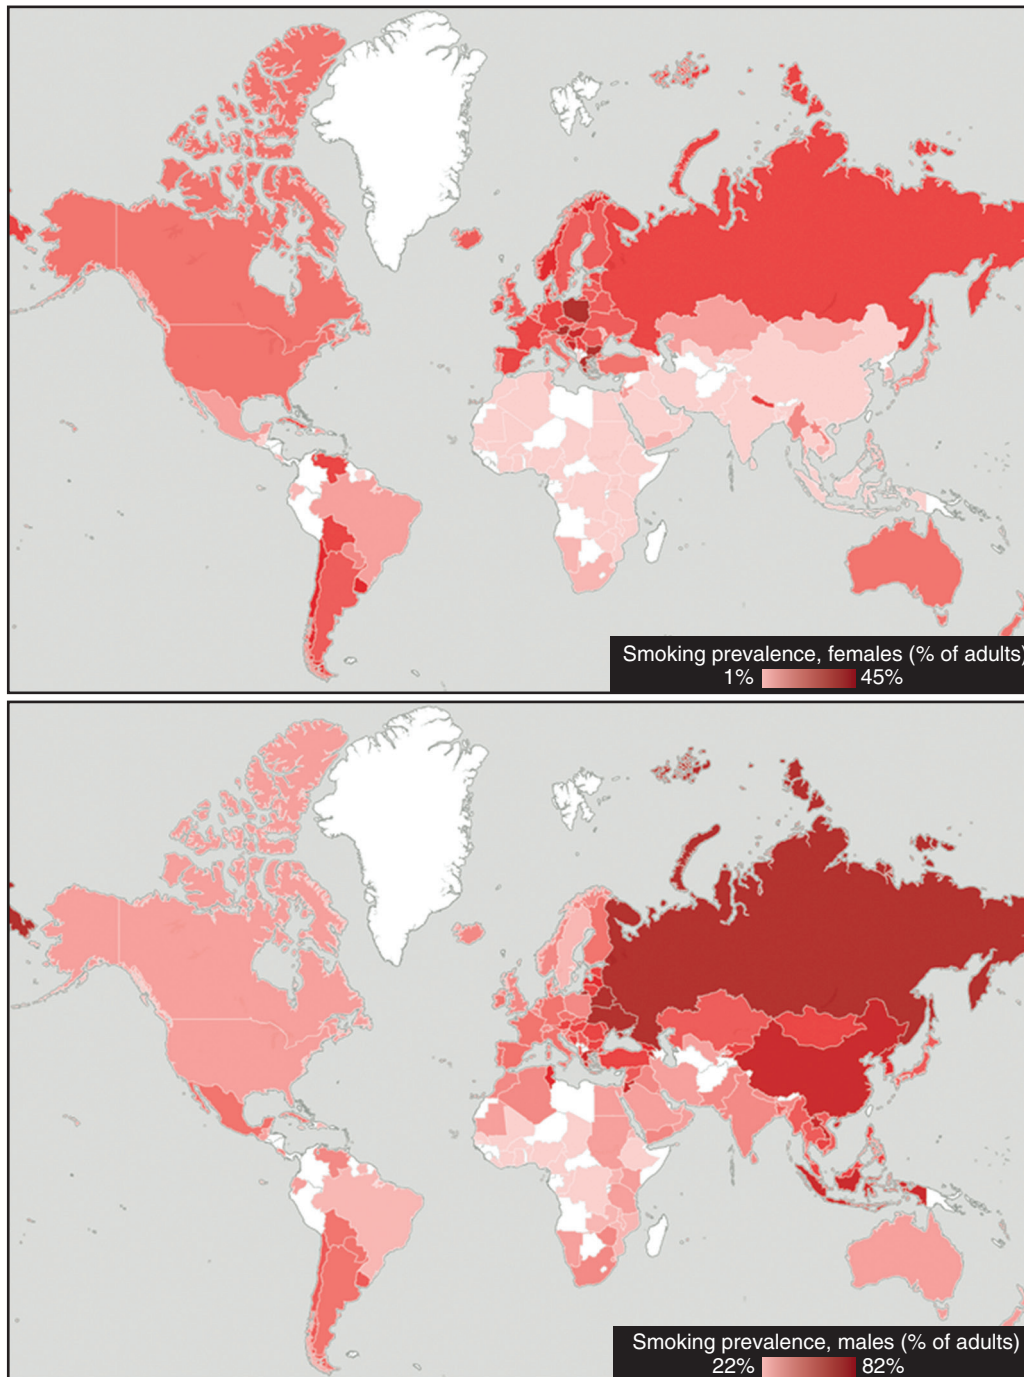 Smoking prevalence, females (% of adults)
1% 45%
Smoking prevalence, males (% of adults)
22% 82%